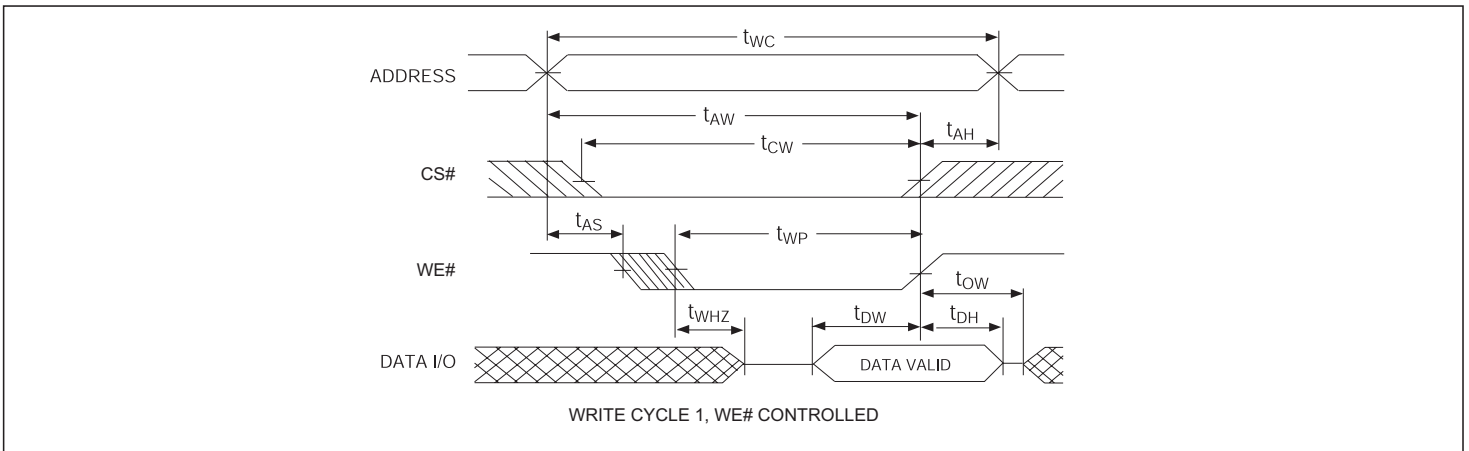 tWC
ADDRESS
tAW
tAH
tCW
CS#
tAS
tWP
WE#
tOW
tWHZ
tDW
tDH
DATA I/O
DATA VALID
WRITE CYCLE 1, WE# CONTROLLED